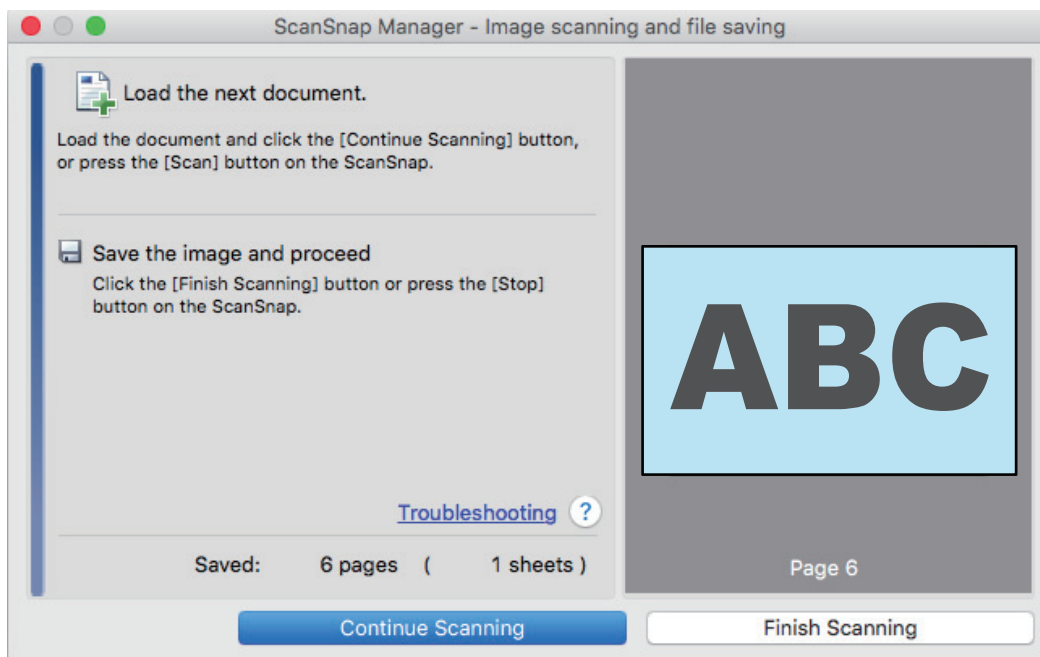 ScanSnap Manager - Image scanning and file saving
Load the next document.
Load the document and click the [Continue Scanning] button,
or press the [Scan] button on the ScanSnap.
Save the image and proceed
Click the [Finish Scanning] button or press the [Stop]
button on the ScanSnap.
Troubleshooting ?
Saved: 6 pages ( 1 sheets )
ABC
Page 6
Continue Scanning
Finish Scanning